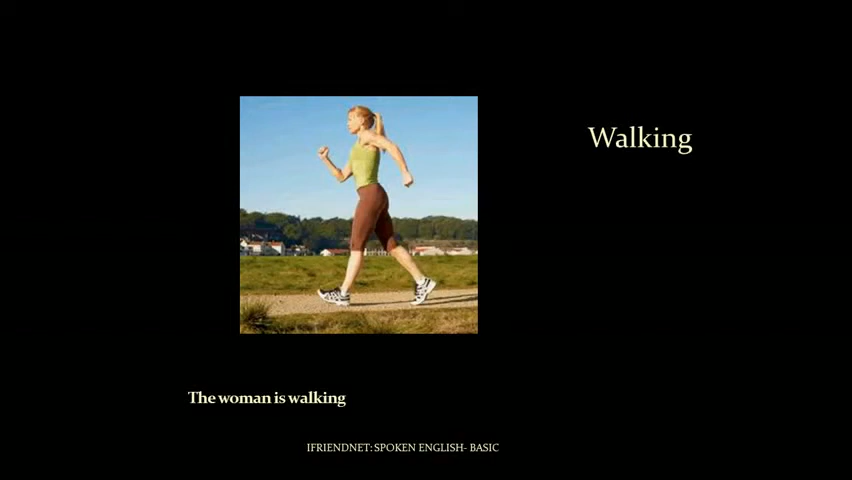 Walking
The woman is walking
IFRIENDNET: SPOKEN ENGLISH- BASIC